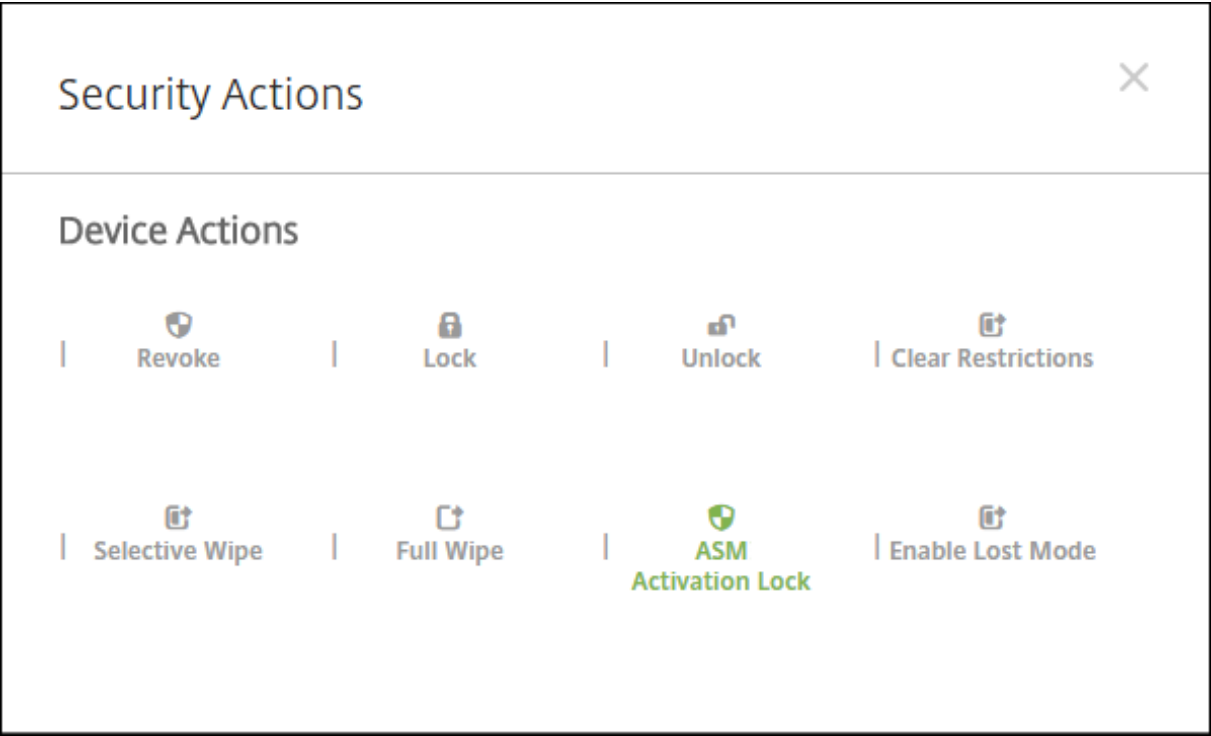 Security Actions
Device Actions
Revoke
Lock
Unlock
Clear Restrictions
Selective Wipe
Full Wipe
ASM
Activation Lock
Enable Lost Mode